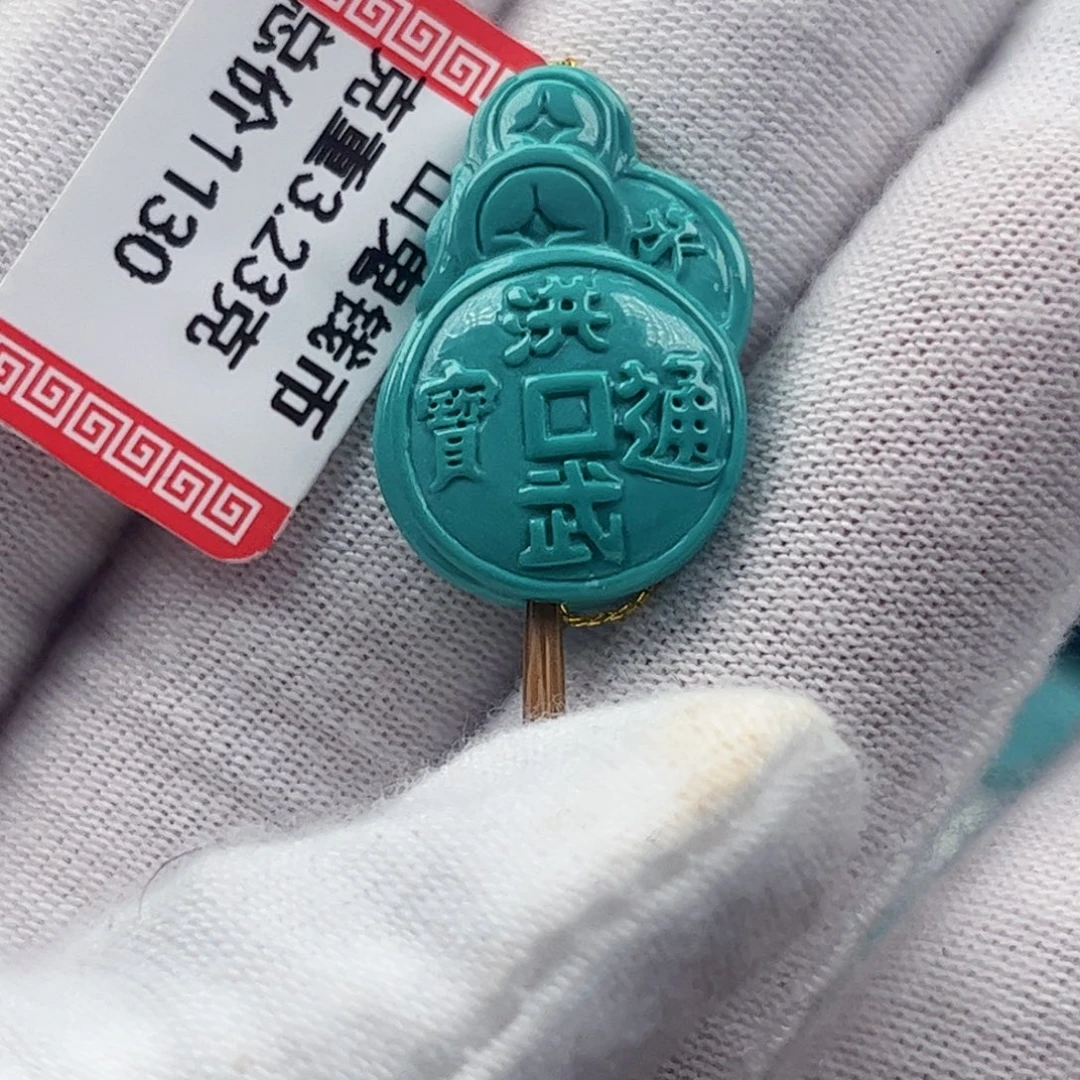 山鬼钱币
克重3.23克
总价1130
永
洪武通寶